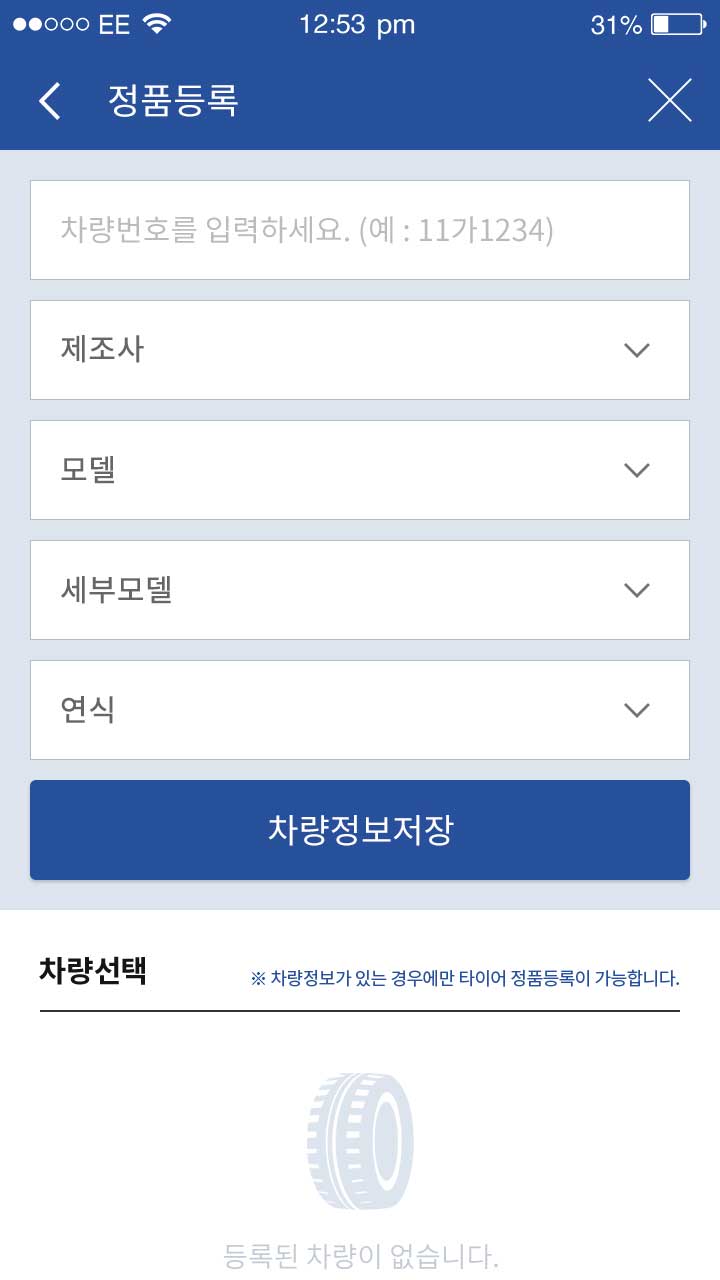 EE 12:53 pm 31%
정품등록
차량번호를 입력하세요. (예 : 11가1234)
제조사
모델
세부모델
연식
차량정보저장
차량선택 ※ 차량정보가 있는 경우에만 타이어 정품등록이 가능합니다.
등록된 차량이 없습니다.